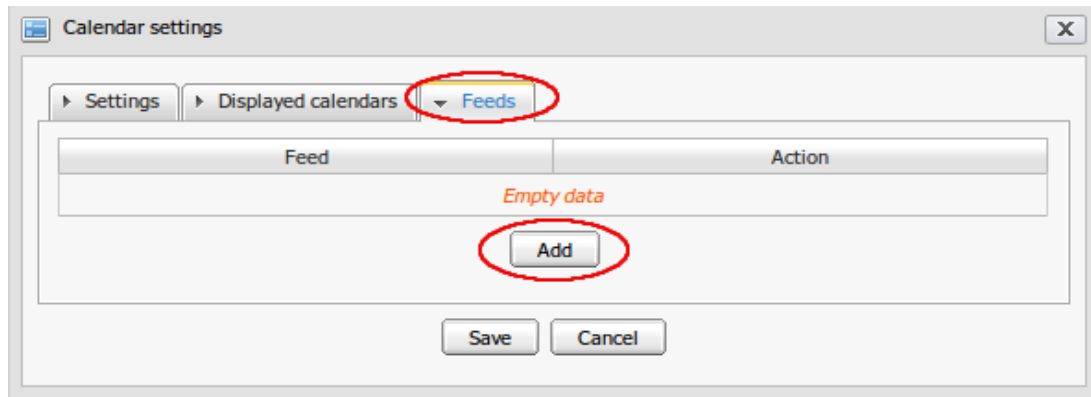 Calendar settings
X
Settings Displayed calendars Feeds
Feed Action
Empty data
Add
Save Cancel